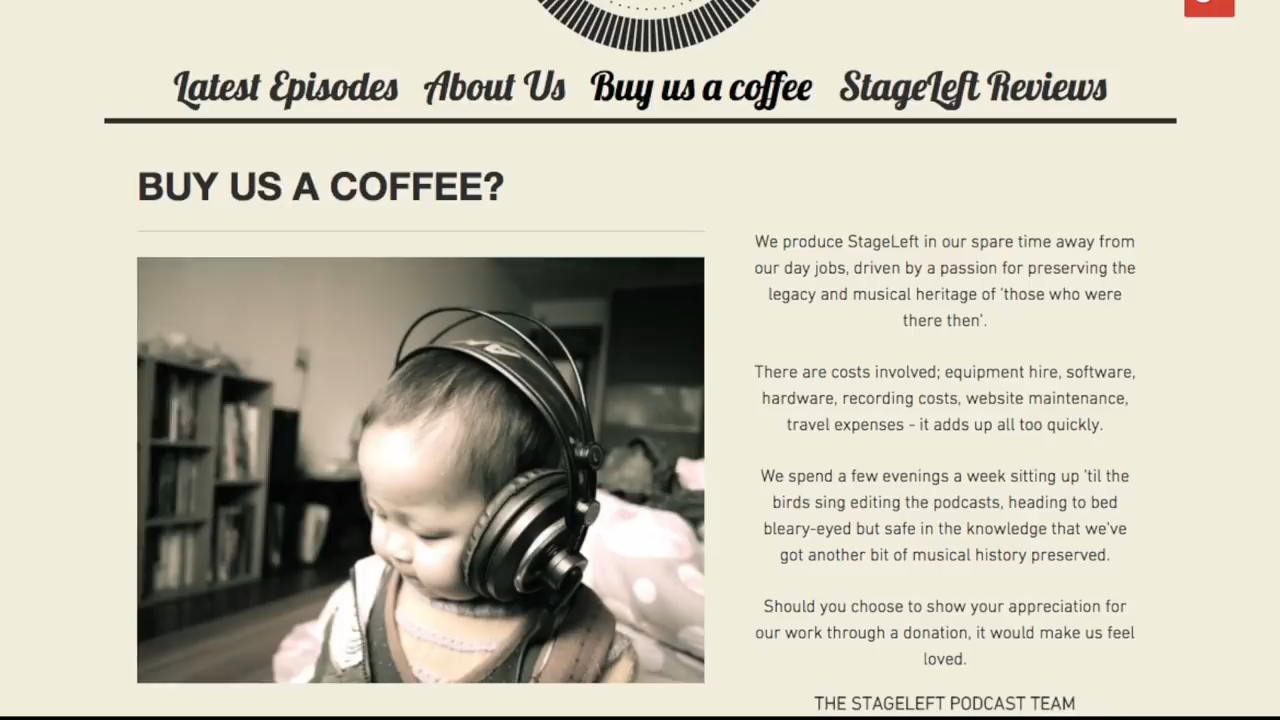 Latest Episodes About Us Buy us a coffee StageLeft Reviews
BUY US A COFFEE?
We produce StageLeft in our spare time away from
our day jobs, driven by a passion for preserving the
legacy and musical heritage of 'those who were
there then'.
There are costs involved; equipment hire, software,
hardware, recording costs, website maintenance,
travel expenses - it adds up all too quickly.
We spend a few evenings a week sitting up 'til the
birds sing editing the podcasts, heading to bed
bleary-eyed but safe in the knowledge that we've
got another bit of musical history preserved.
Should you choose to show your appreciation for
our work through a donation, it would make us feel
loved.
THE STAGELEFT PODCAST TEAM